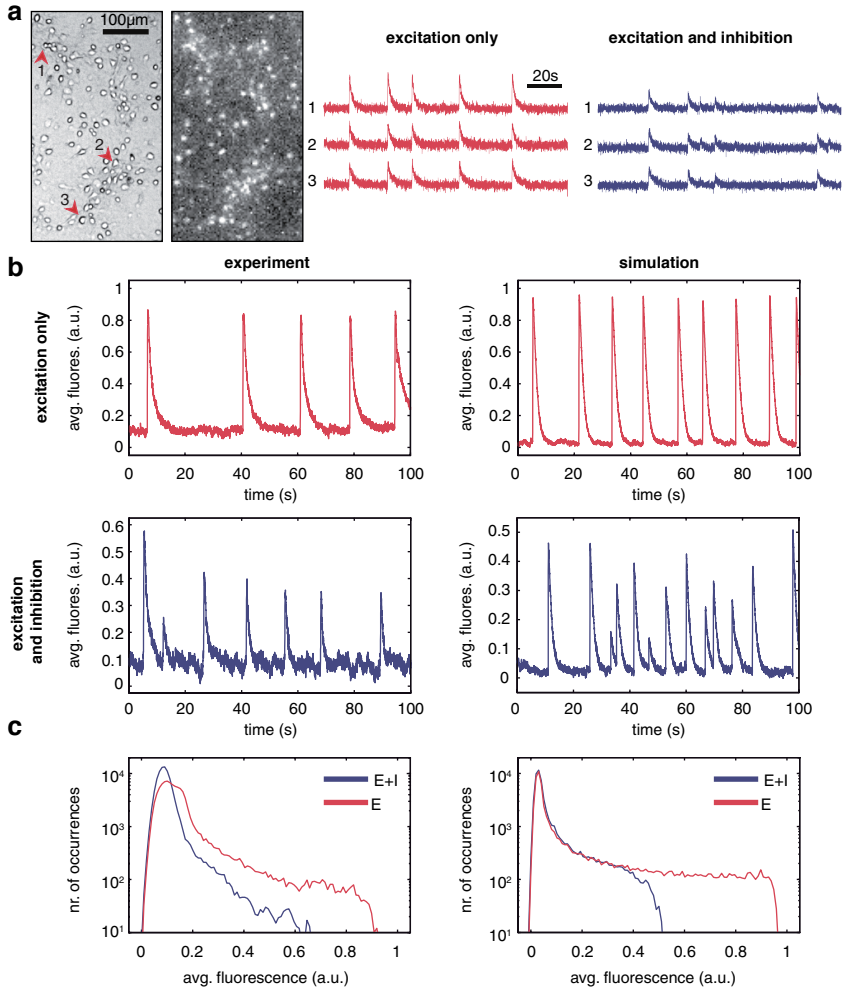 a
100µm
1
2
3
excitation only
excitation and inhibition
20s
1
2
3
1
2
3
b
experiment
simulation
excitation only
avg. fluores. (a.u.)
1
0.8
0.6
0.4
0.2
0
0 20 40 60 80 100
time (s)
avg. fluores. (a.u.)
1
0.8
0.6
0.4
0.2
0
0 20 40 60 80 100
time (s)
excitation
and inhibition
avg. fluores. (a.u.)
0.6
0.5
0.4
0.3
0.2
0.1
0
0 20 40 60 80 100
time (s)
avg. fluores. (a.u.)
0.5
0.4
0.3
0.2
0.1
0
0 20 40 60 80 100
time (s)
c
nr. of occurrences
10⁴
10³
10²
10¹
E+I
E
0 0.2 0.4 0.6 0.8 1
avg. fluorescence (a.u.)
nr. of occurrences
10⁴
10³
10²
10¹
E+I
E
0 0.2 0.4 0.6 0.8 1
avg. fluorescence (a.u.)